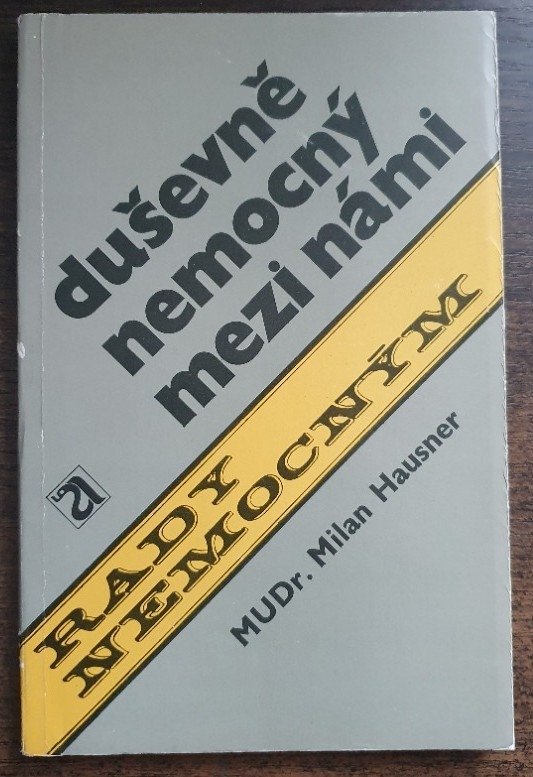 duševně
nemocný
mezi námi
RADY
NEMOCNÝM
MUDr. Milan Hausner